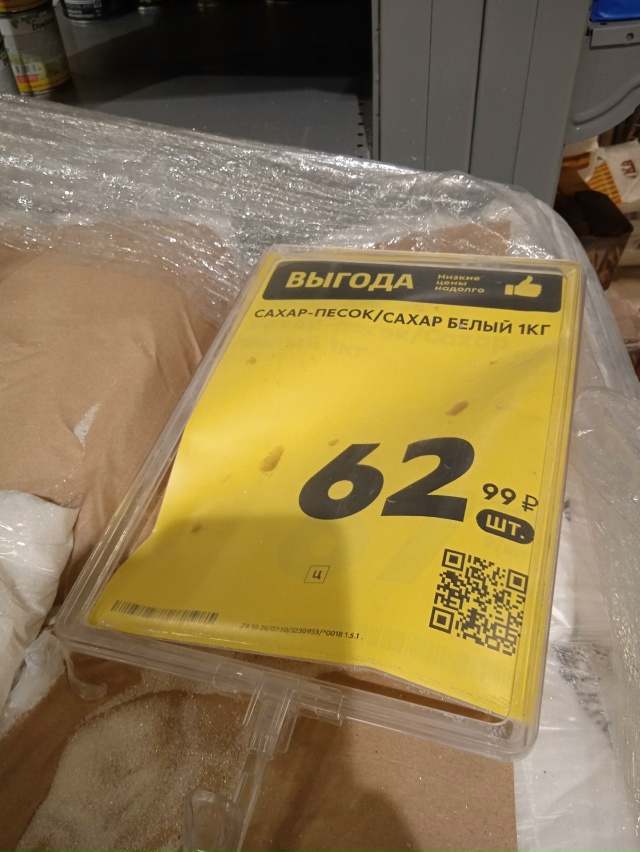 ВЫГОДА
Низкие
цены
надолго
САХАР-ПЕСОК/САХАР БЕЛЫЙ 1КГ
62
99 ₽
ШТ.
Ц